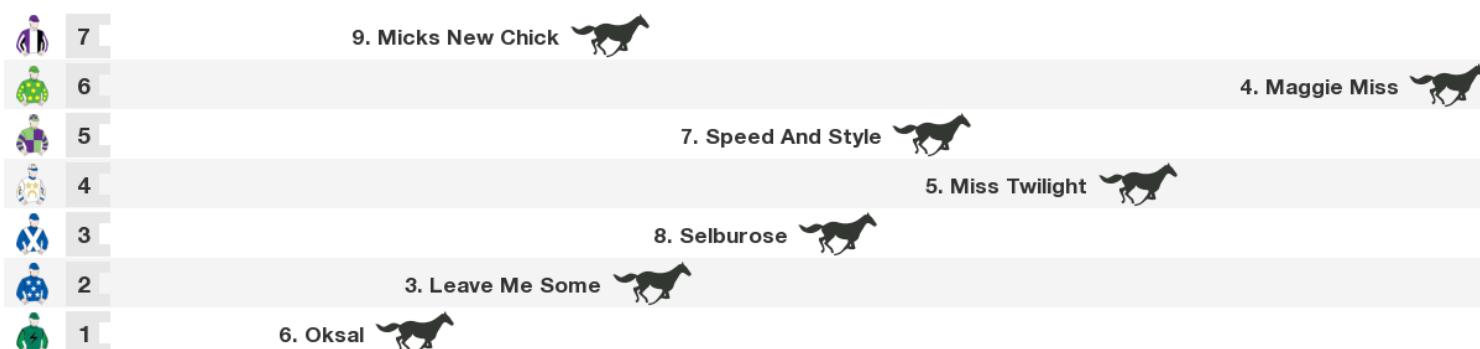 7 9. Micks New Chick
6 4. Maggie Miss
5 7. Speed And Style
4 5. Miss Twilight
3 8. Selburose
2 3. Leave Me Some
1 6. Oksal